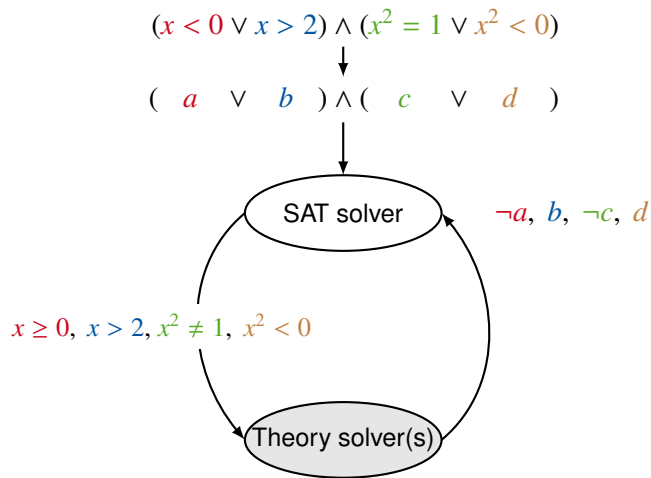 (x < 0 ∨ x > 2) ∧ (x² = 1 ∨ x² < 0)
( a ∨ b ) ∧ ( c ∨ d )
SAT solver
¬a, b, ¬c, d
x ≥ 0, x > 2, x² ≠ 1, x² < 0
Theory solver(s)